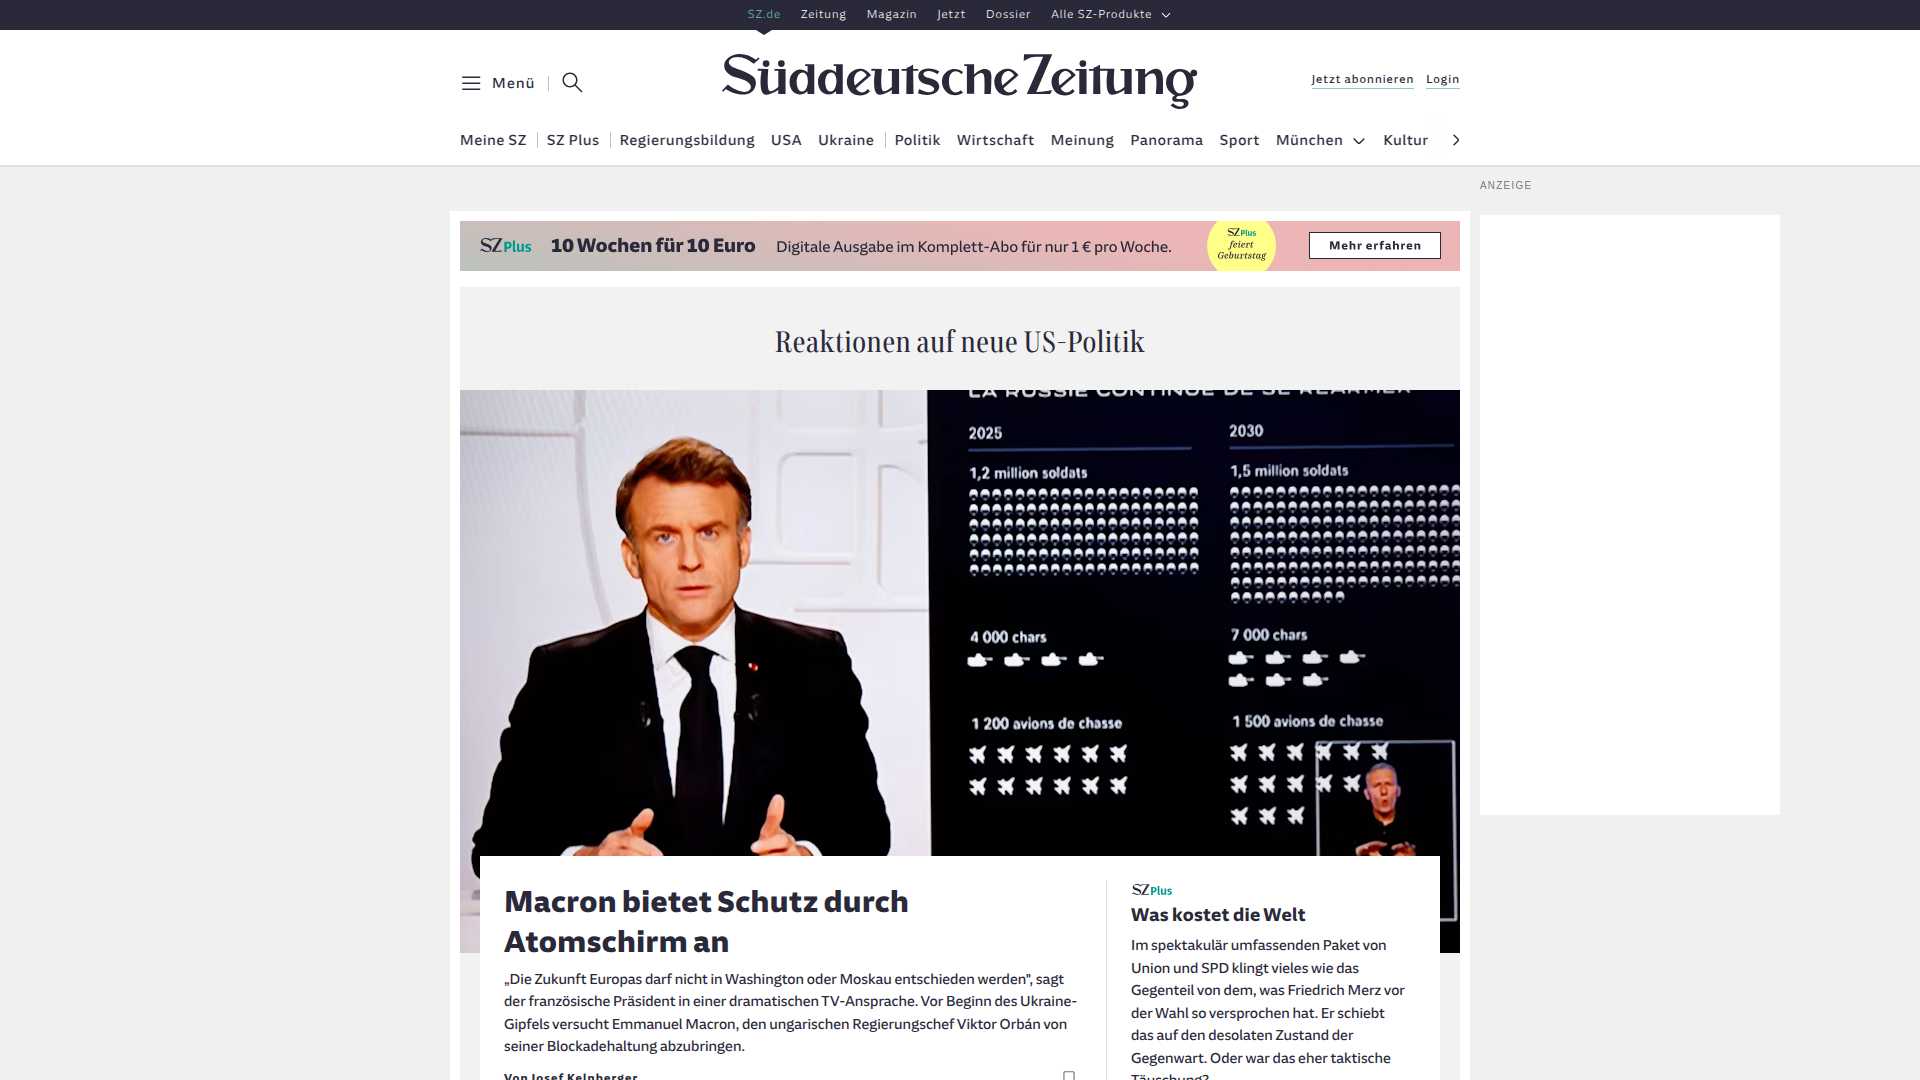 SZ.de Zeitung Magazin Jetzt Dossier Alle SZ-Produkte
Menü
Süddeutsche Zeitung
Jetzt abonnieren Login
Meine SZ SZ Plus Regierungsbildung USA Ukraine Politik Wirtschaft Meinung Panorama Sport München Kultur
ANZEIGE
SZ Plus 10 Wochen für 10 Euro Digitale Ausgabe im Komplett-Abo für nur 1 € pro Woche.
SZ Plus
feiert
Geburtstag
Mehr erfahren
Reaktionen auf neue US-Politik
LA RUSSIE CONTINUE DE SE RÉARMER
2025
1,2 million soldats
4 000 chars
1 200 avions de chasse
2030
1,5 million soldats
7 000 chars
1 500 avions de chasse
Macron bietet Schutz durch
Atomschirm an
„Die Zukunft Europas darf nicht in Washington oder Moskau entschieden werden", sagt
der französische Präsident in einer dramatischen TV-Ansprache. Vor Beginn des Ukraine-
Gipfels versucht Emmanuel Macron, den ungarischen Regierungschef Viktor Orbán von
seiner Blockadehaltung abzubringen.
Von Josef Kelnberger
SZ Plus
Was kostet die Welt
Im spektakulär umfassenden Paket von
Union und SPD klingt vieles wie das
Gegenteil von dem, was Friedrich Merz vor
der Wahl so versprochen hat. Er schiebt
das auf den desolaten Zustand der
Gegenwart. Oder war das eher taktische
Täuschung?